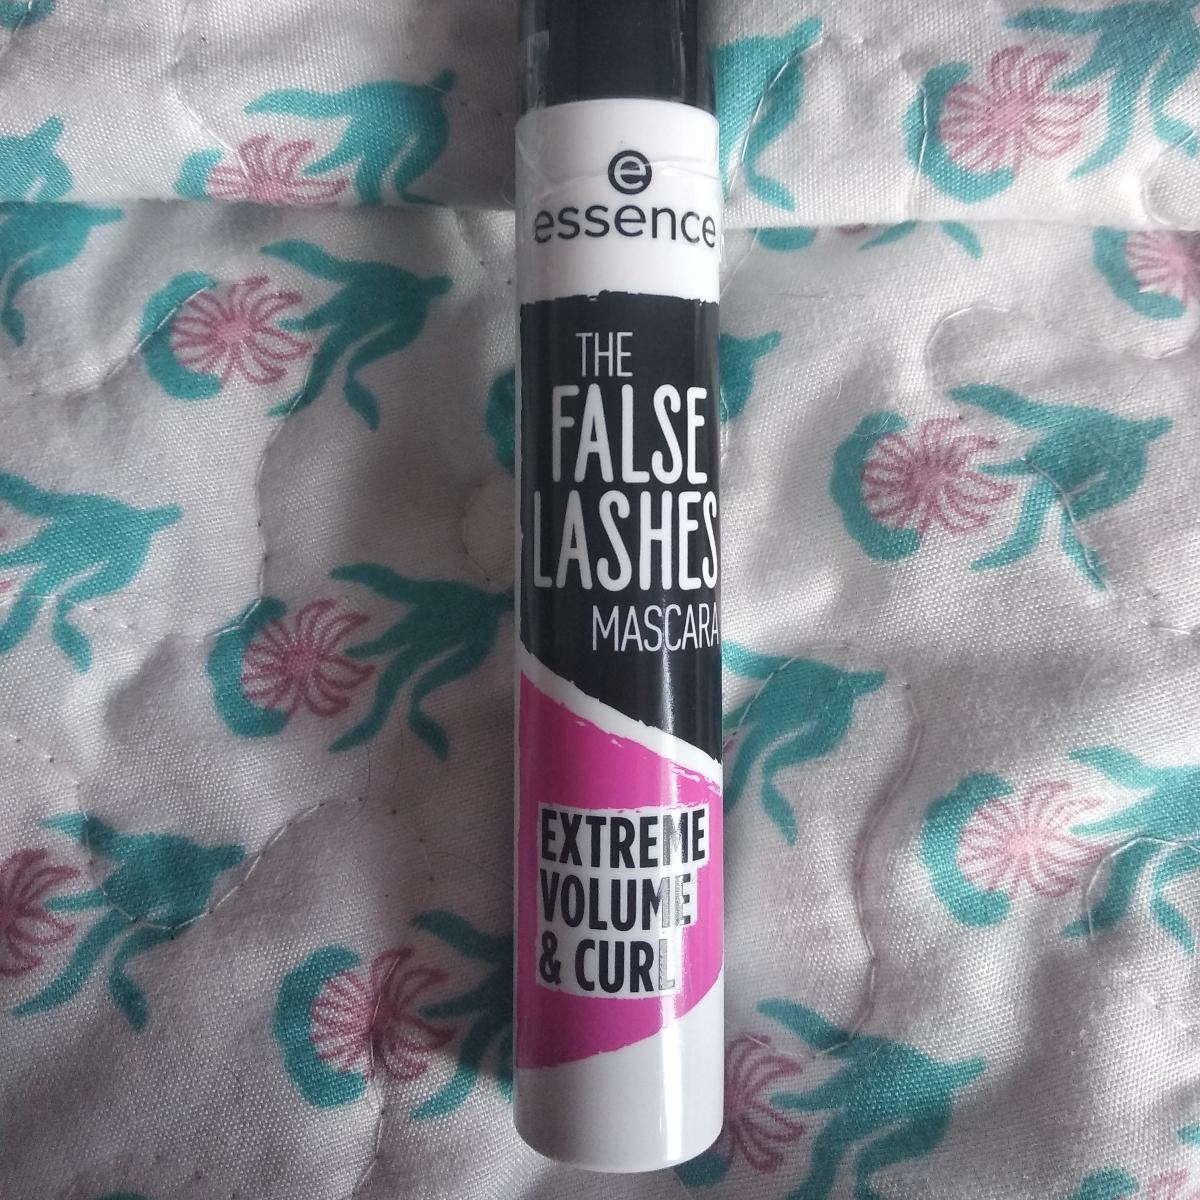 e
essence
THE
FALSE
LASHES
MASCARA
EXTREME
VOLUME
& CURL